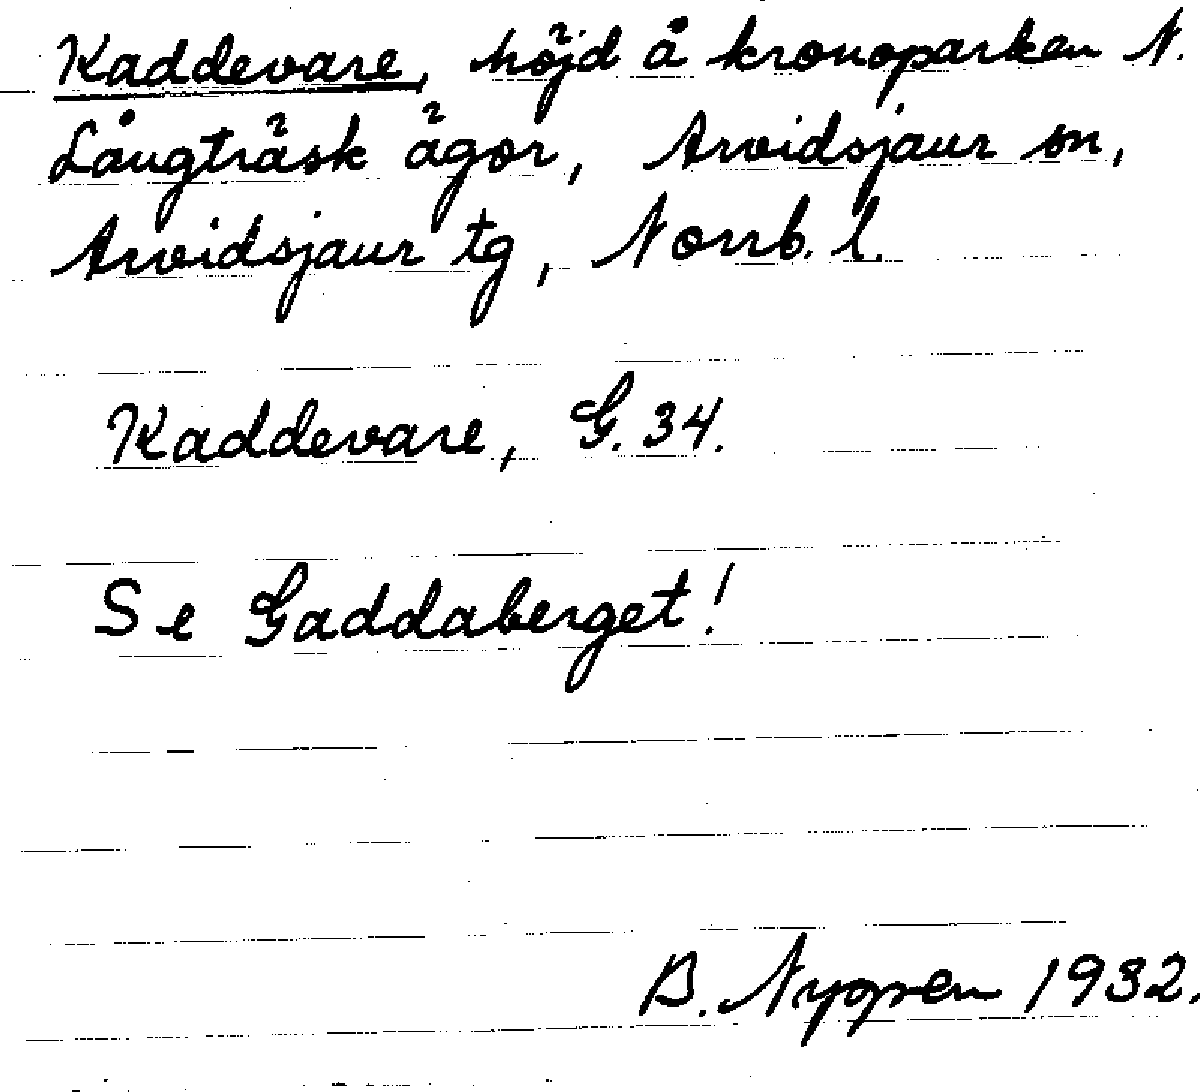 Kaddevare, höjd å kronoparken N.
Långträsk ägor, Arvidsjaur sn,
Arvidsjaur tg, Norrb. l.
Kaddevare, G. 34.
Se Gaddaberget!
B. Nyppen 1932.